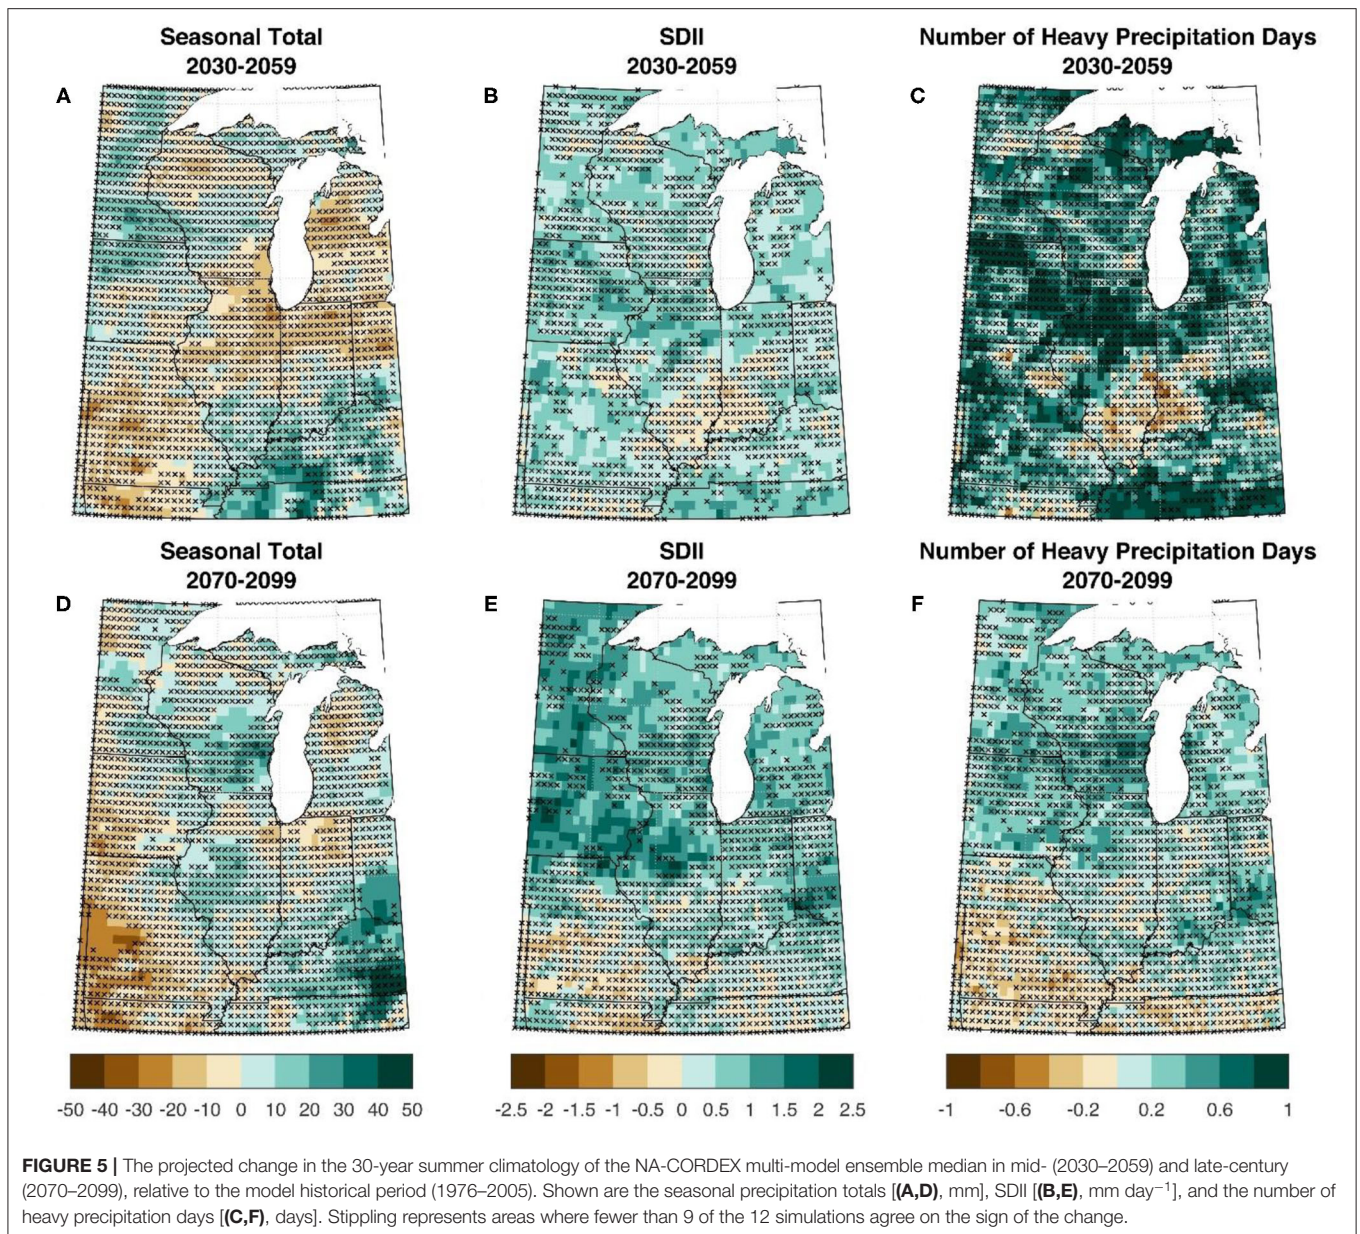 Seasonal Total
2030-2059
SDII
2030-2059
Number of Heavy Precipitation Days
2030-2059
A
B
C
Seasonal Total
2070-2099
SDII
2070-2099
Number of Heavy Precipitation Days
2070-2099
D
E
F
-50 -40 -30 -20 -10 0 10 20 30 40 50
-2.5 -2 -1.5 -1 -0.5 0 0.5 1 1.5 2 2.5
-1 -0.6 -0.2 0.2 0.6 1
FIGURE 5 | The projected change in the 30-year summer climatology of the NA-CORDEX multi-model ensemble median in mid- (2030–2059) and late-century
(2070–2099), relative to the model historical period (1976–2005). Shown are the seasonal precipitation totals [(A,D), mm], SDII [(B,E), mm day⁻¹], and the number of
heavy precipitation days [(C,F), days]. Stippling represents areas where fewer than 9 of the 12 simulations agree on the sign of the change.